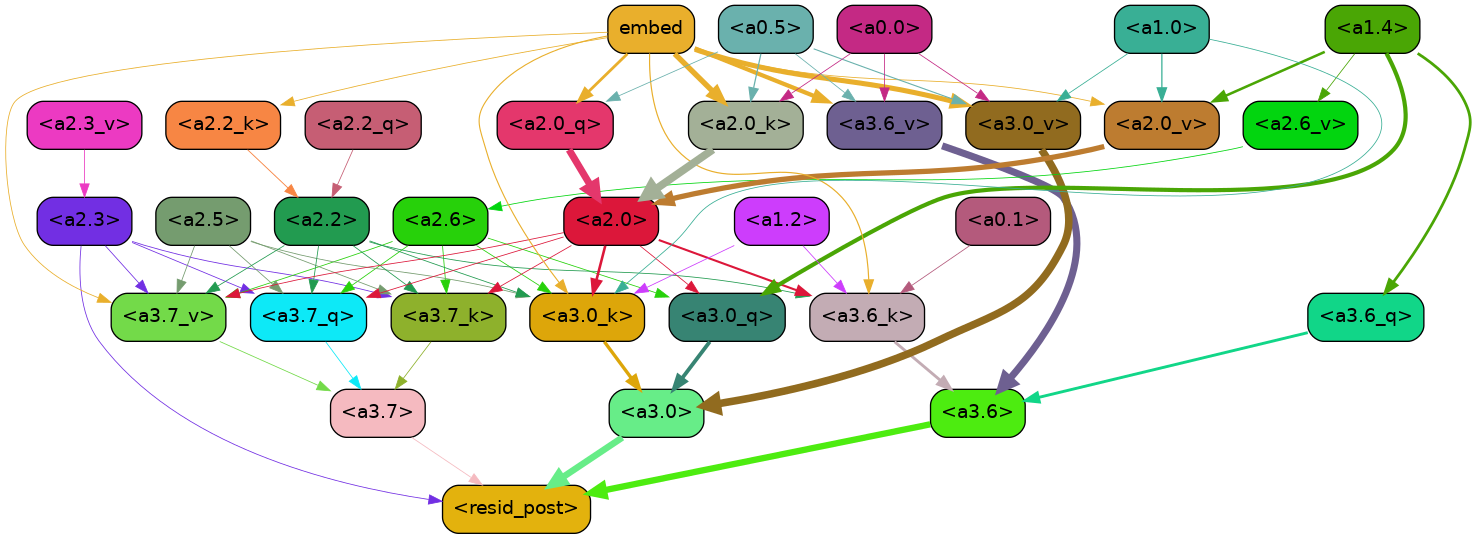 embed <a0.5> <a0.0> <a1.0> <a1.4>
<a2.3_v> <a2.2_k> <a2.2_q> <a2.0_q> <a2.0_k> <a3.6_v> <a3.0_v> <a2.0_v> <a2.6_v>
<a2.3> <a2.5> <a2.2> <a2.6> <a2.0> <a1.2> <a0.1>
<a3.7_v> <a3.7_q> <a3.7_k> <a3.0_k> <a3.0_q> <a3.6_k> <a3.6_q>
<a3.7> <a3.0> <a3.6>
<resid_post>